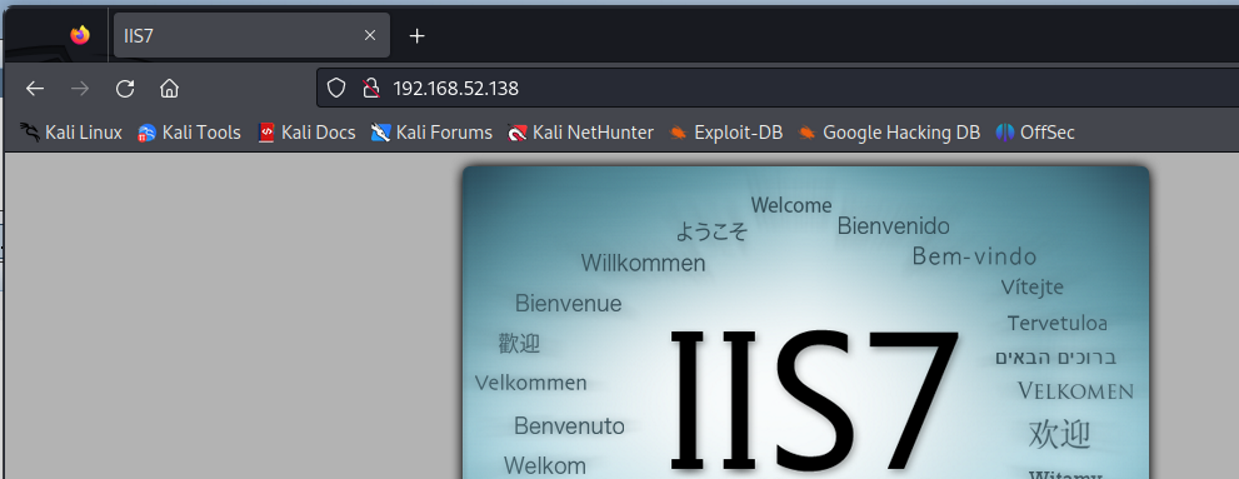 IIS7
192.168.52.138
Kali Linux Kali Tools Kali Docs Kali Forums Kali NetHunter Exploit-DB Google Hacking DB OffSec
Welcome
ようこそ
Bienvenido
Willkommen
Bem-vindo
Bienvenue
Vítejte
歡迎
Tervetuloa
ברוכים הבאים
Velkommen
VELKOMEN
Benvenuto
欢迎
Welkom
IIS7
Witamy